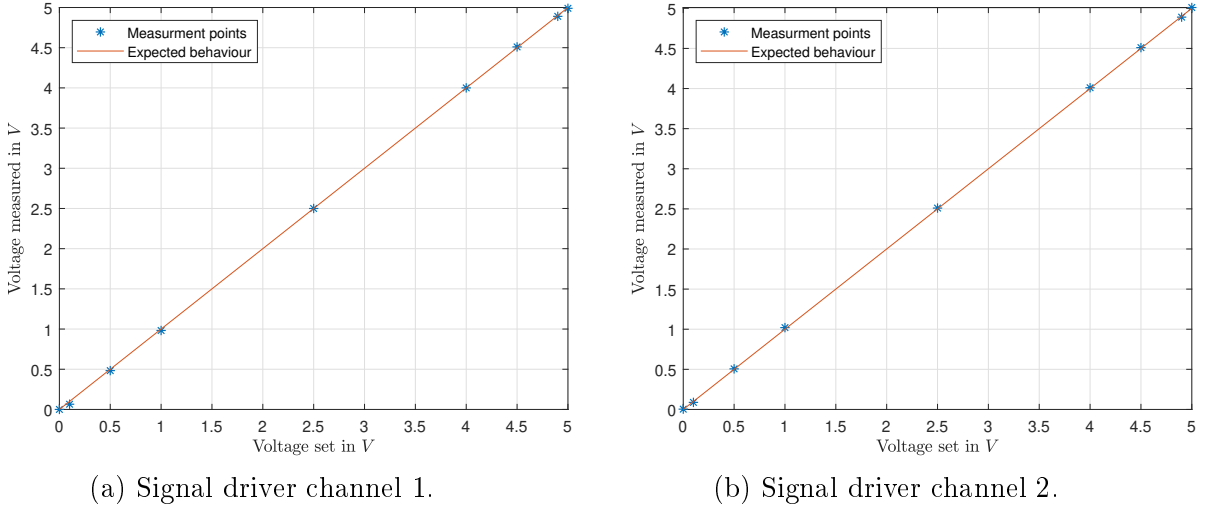 Measurment points
Expected behaviour
5
4.5
4
3.5
3
2.5
2
1.5
1
0.5
0
Voltage measured in V
0 0.5 1 1.5 2 2.5 3 3.5 4 4.5 5
Voltage set in V
(a) Signal driver channel 1.
Measurment points
Expected behaviour
5
4.5
4
3.5
3
2.5
2
1.5
1
0.5
0
Voltage measured in V
0 0.5 1 1.5 2 2.5 3 3.5 4 4.5 5
Voltage set in V
(b) Signal driver channel 2.